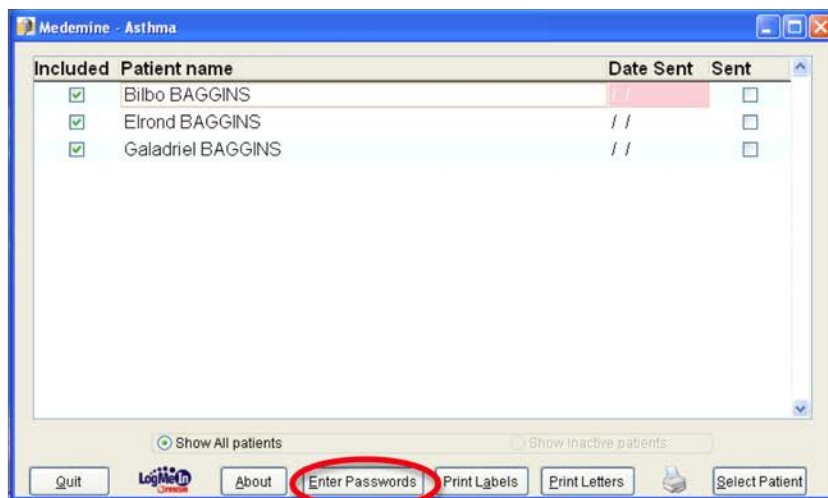 Medemine - Asthma
Included Patient name Date Sent Sent
Bilbo BAGGINS / /
Elrond BAGGINS / /
Galadriel BAGGINS / /
Show All patients Show Inactive patients
Quit LogMeIn rescue About Enter Passwords Print Labels Print Letters Select Patient